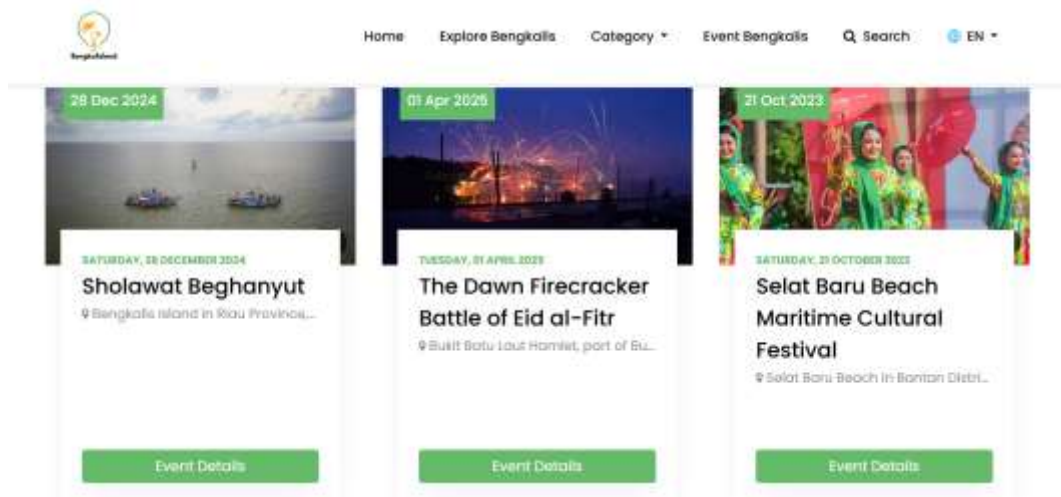 BengkalIsland
Home Explore Bengkalis Category Event Bengkalis Search EN
28 Dec 2024
01 Apr 2025
21 Oct 2023
SATURDAY, 28 DECEMBER 2024
Sholawat Beghanyut
Bengkalis Island in Riau Province,...
Event Details
TUESDAY, 01 APRIL 2025
The Dawn Firecracker
Battle of Eid al-Fitr
Bukit Batu Laut Hamlet, part of Bu...
Event Details
SATURDAY, 21 OCTOBER 2023
Selat Baru Beach
Maritime Cultural
Festival
Selat Baru Beach in Bantan Distri...
Event Details